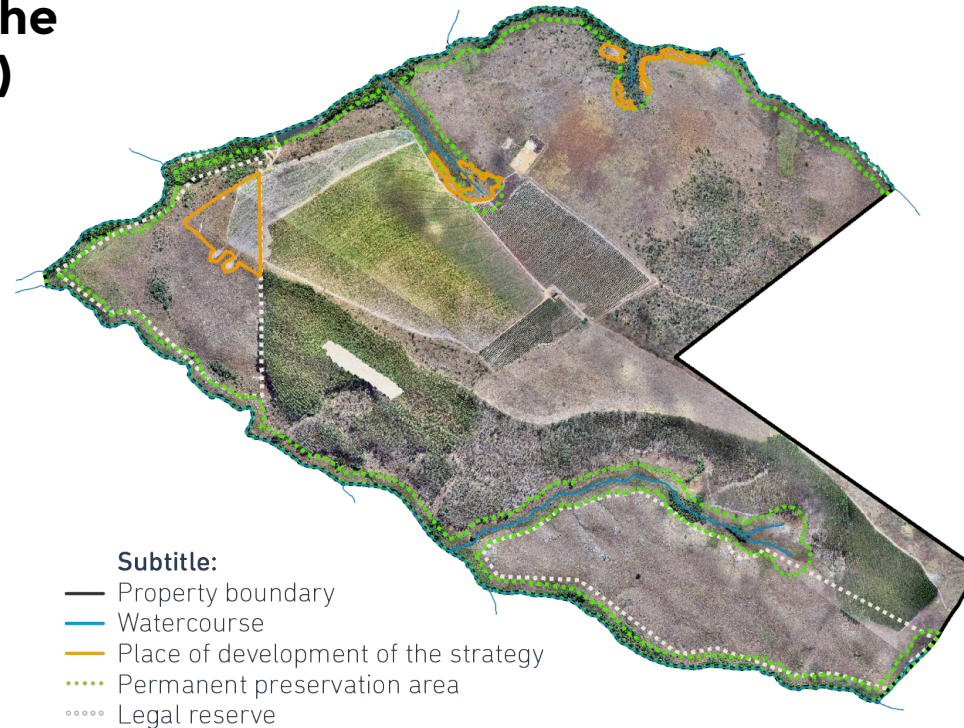 he
)
Subtitle:
Property boundary
Watercourse
Place of development of the strategy
Permanent preservation area
Legal reserve